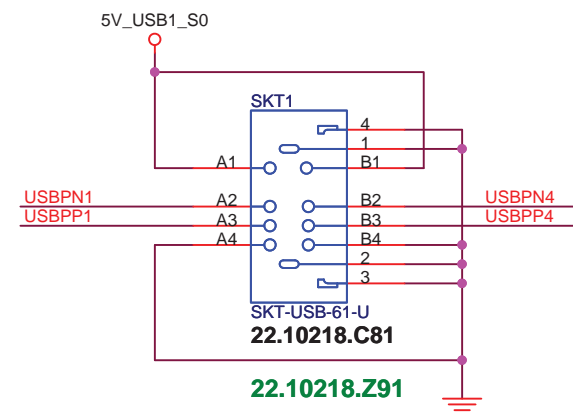 5V_USB1_S0
SKT1
4
1
A1
B1
USBPN1
A2
B2
USBPN4
USBPP1
A3
B3
USBPP4
A4
B4
2
3
SKT-USB-61-U
22.10218.C81
22.10218.Z91